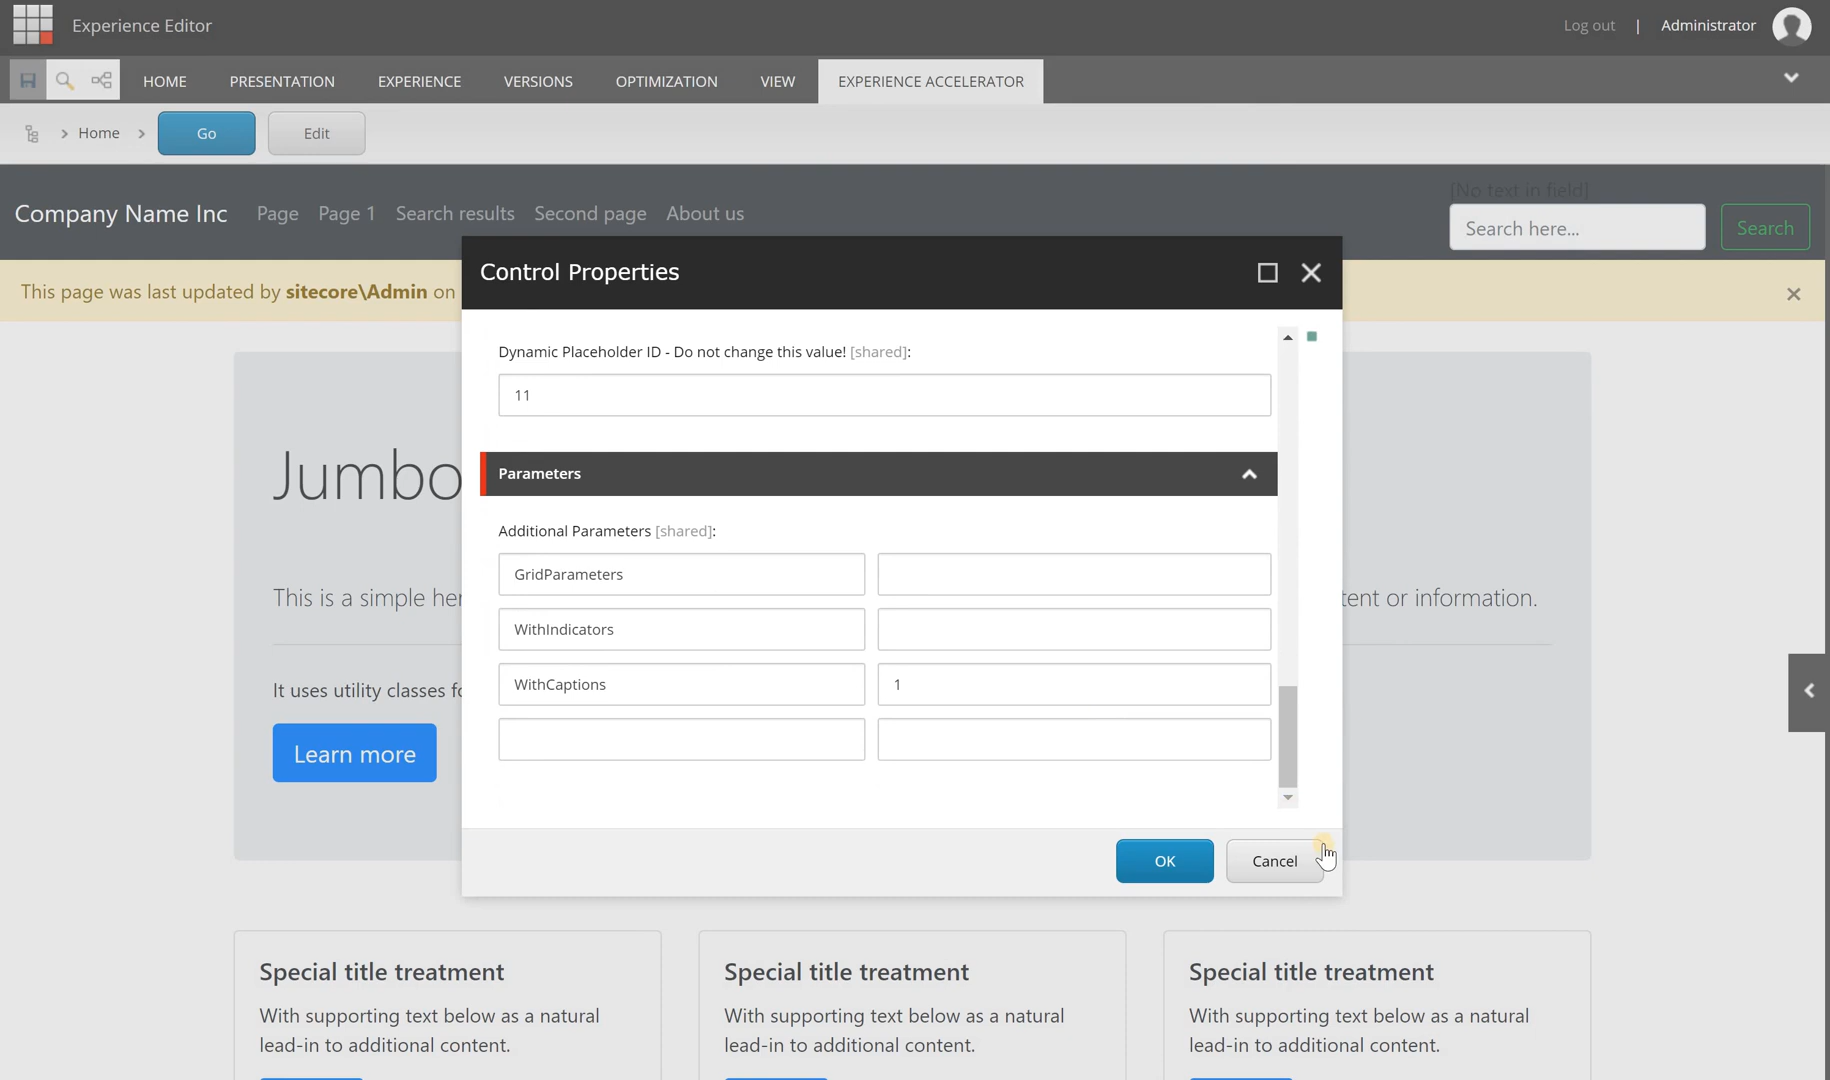 Experience Editor
Log out | Administrator
HOME PRESENTATION EXPERIENCE VERSIONS OPTIMIZATION VIEW EXPERIENCE ACCELERATOR
Home Go Edit
[No text in field]
Company Name Inc Page Page 1 Search results Second page About us
Search here... Search
Control Properties
This page was last updated by sitecore\Admin on
Dynamic Placeholder ID - Do not change this value! [shared]:
11
Jumbo
Parameters
Additional Parameters [shared]:
GridParameters
This is a simple her
tent or information.
WithIndicators
WithCaptions 1
It uses utility classes fo
Learn more
OK Cancel
Special title treatment
With supporting text below as a natural
lead-in to additional content.
Special title treatment
With supporting text below as a natural
lead-in to additional content.
Special title treatment
With supporting text below as a natural
lead-in to additional content.